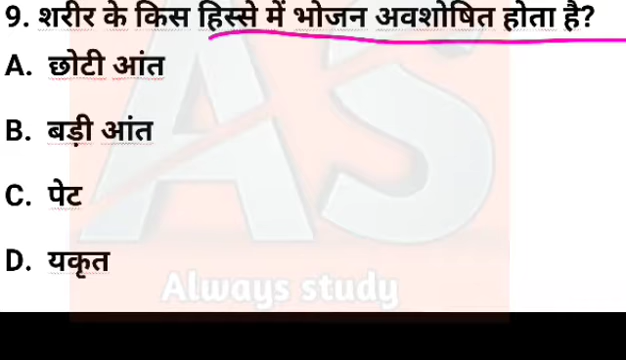 9. शरीर के किस हिस्से में भोजन अवशोषित होता है?
A. छोटी आंत
B. बड़ी आंत
C. पेट
D. यकृत
AS
Always study